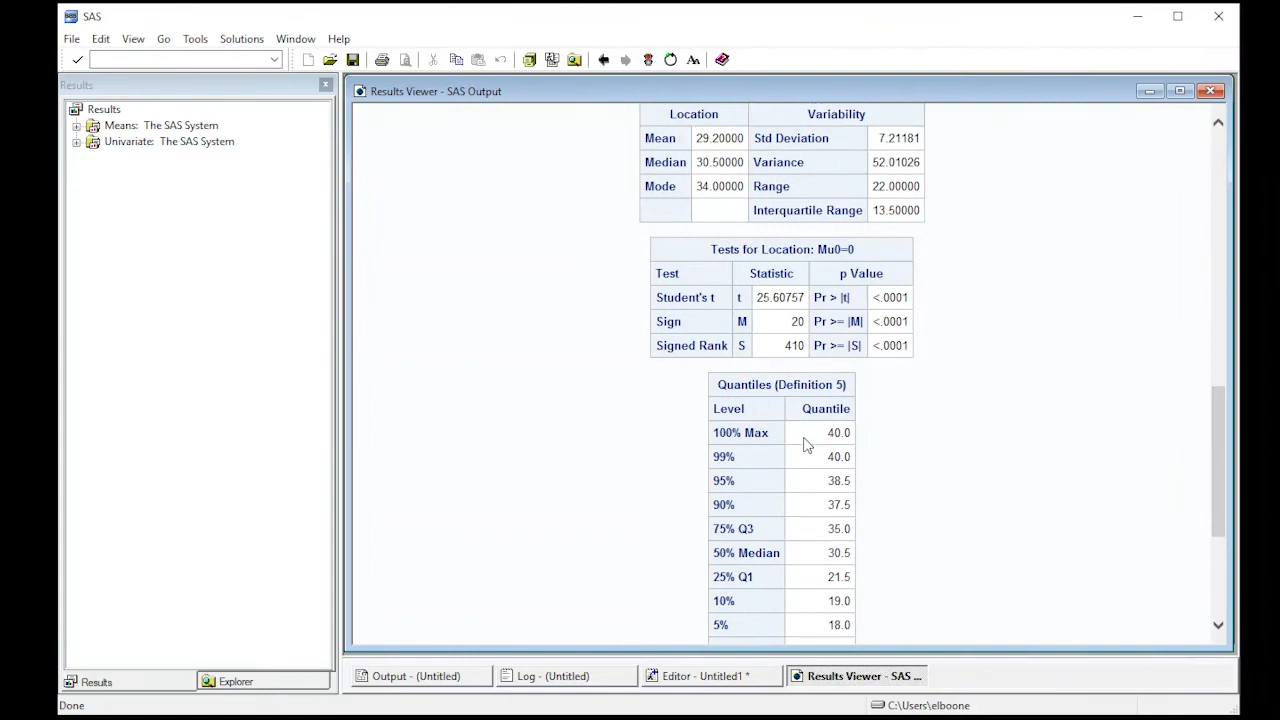 SAS
File Edit View Go Tools Solutions Window Help
Results
Results
Means: The SAS System
Univariate: The SAS System
Results Viewer - SAS Output
Location Variability
Mean 29.20000 Std Deviation 7.21181
Median 30.50000 Variance 52.01026
Mode 34.00000 Range 22.00000
Interquartile Range 13.50000
Tests for Location: Mu0=0
Test Statistic p Value
Student's t t 25.60757 Pr > |t| <.0001
Sign M 20 Pr >= |M| <.0001
Signed Rank S 410 Pr >= |S| <.0001
Quantiles (Definition 5)
Level Quantile
100% Max 40.0
99% 40.0
95% 38.5
90% 37.5
75% Q3 35.0
50% Median 30.5
25% Q1 21.5
10% 19.0
5% 18.0
Results Explorer
Output - (Untitled) Log - (Untitled) Editor - Untitled1 * Results Viewer - SAS ...
Done C:\Users\elboone